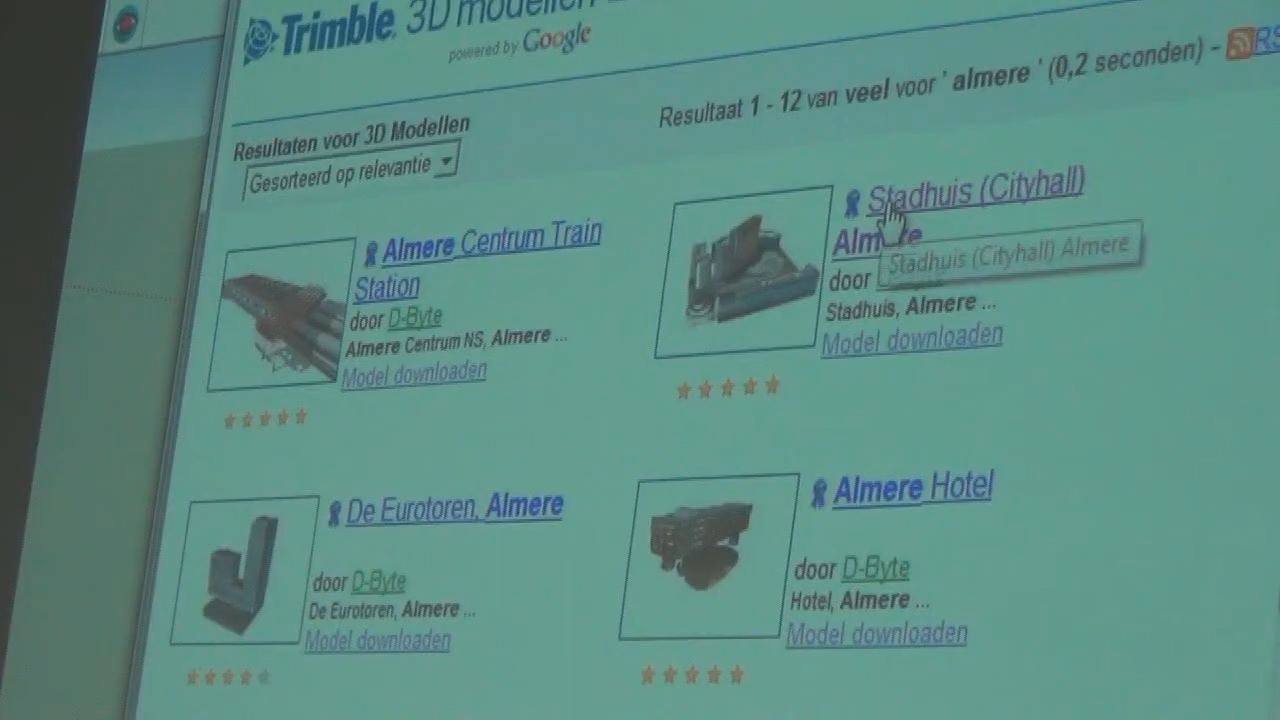 Trimble. 3D modellen
powered by Google
Resultaten voor 3D Modellen
Resultaat 1 - 12 van veel voor ' almere ' (0,2 seconden) -
Gesorteerd op relevantie
Almere Centrum Train
Station
door D-Byte
Almere Centrum NS, Almere ...
Model downloaden
Stadhuis (Cityhall)
Almere
Stadhuis (Cityhall) Almere
door
Stadhuis, Almere ...
Model downloaden
De Eurotoren, Almere
door D-Byte
De Eurotoren, Almere ...
Model downloaden
Almere Hotel
door D-Byte
Hotel, Almere ...
Model downloaden